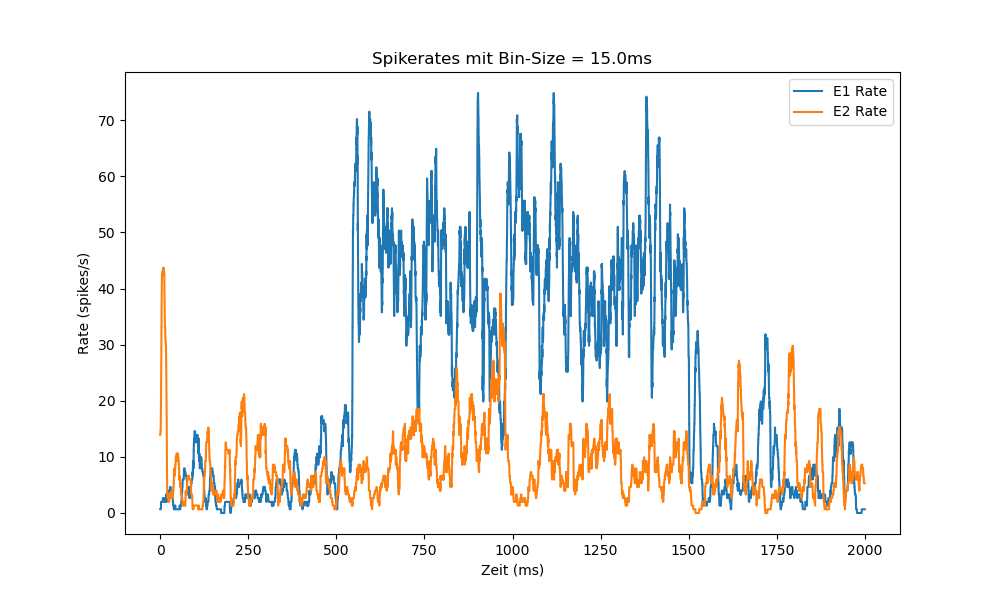 Spikerates mit Bin-Size = 15.0ms
E1 Rate
E2 Rate
70
60
50
40
30
20
10
0
Rate (spikes/s)
0 250 500 750 1000 1250 1500 1750 2000
Zeit (ms)